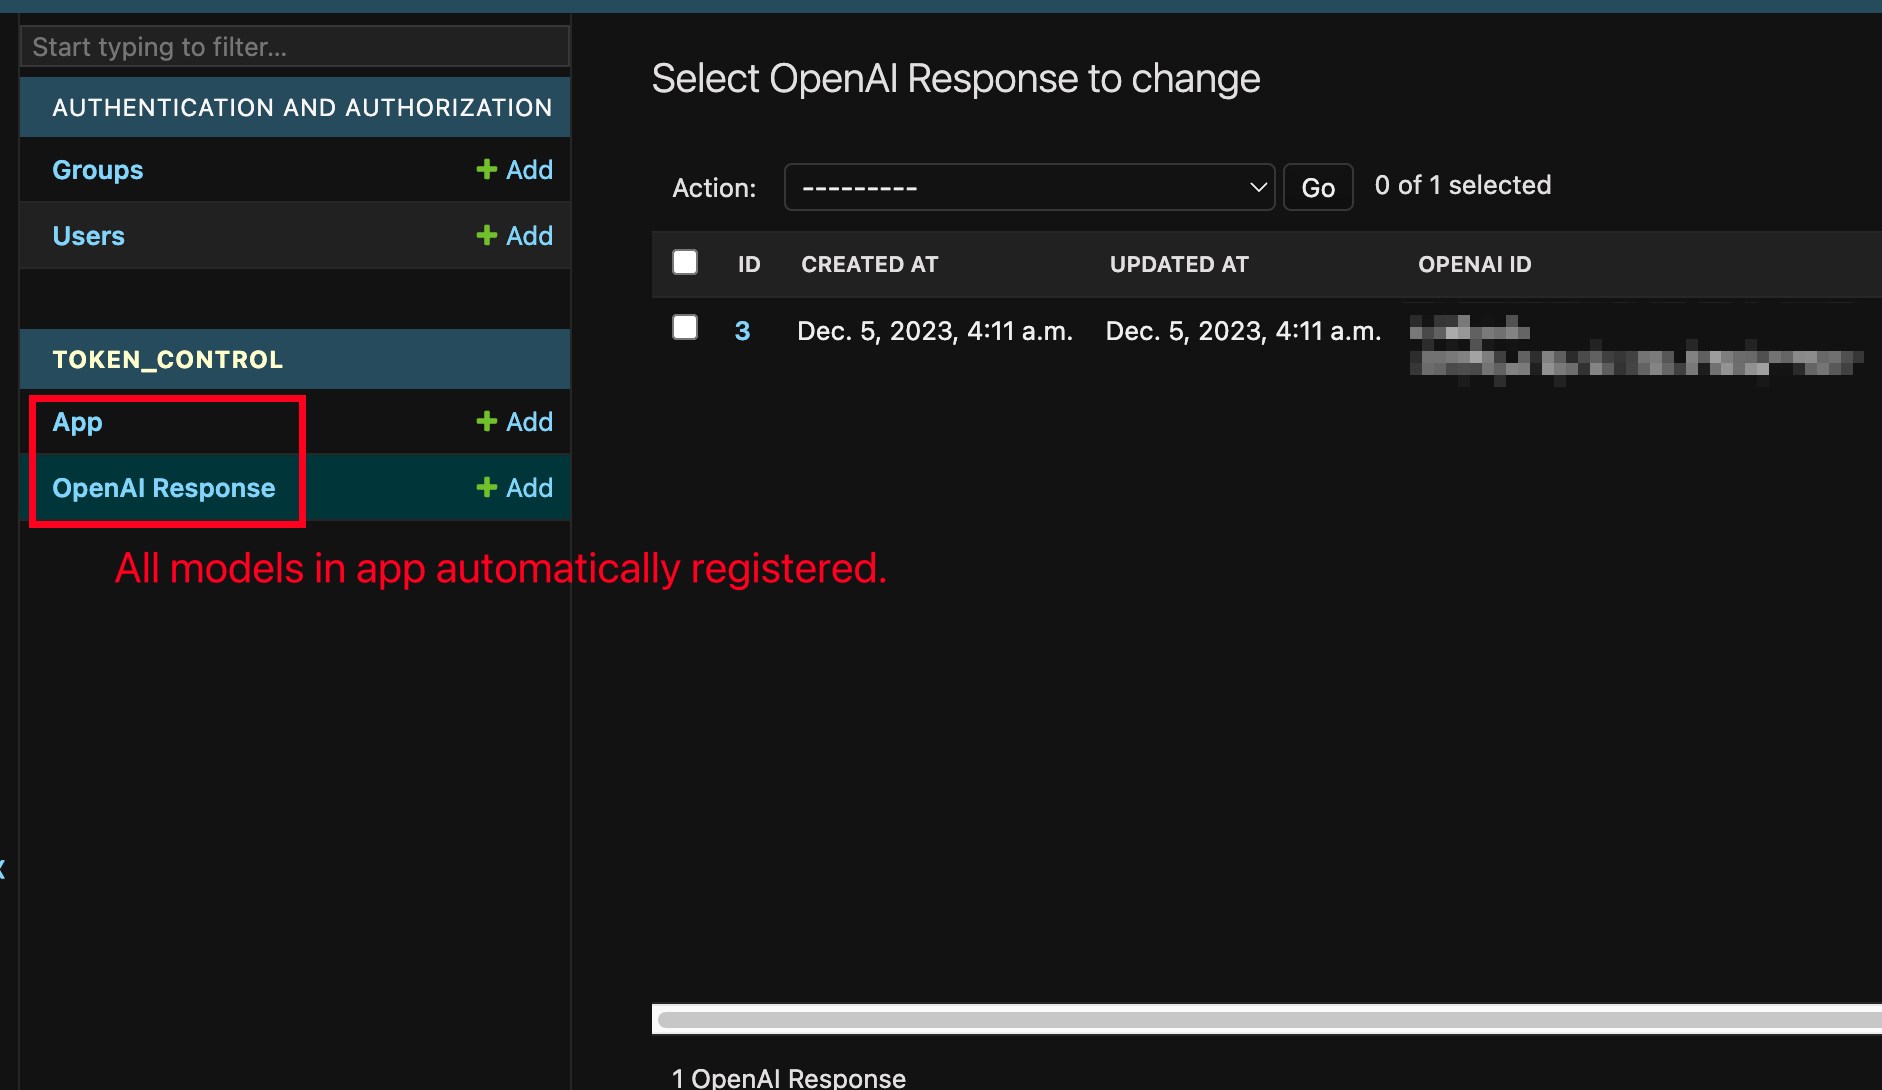 Start typing to filter...
AUTHENTICATION AND AUTHORIZATION
Groups + Add
Users + Add
TOKEN_CONTROL
App + Add
OpenAI Response + Add
All models in app automatically registered.
Select OpenAI Response to change
Action: --------- Go 0 of 1 selected
ID CREATED AT UPDATED AT OPENAI ID
3 Dec. 5, 2023, 4:11 a.m. Dec. 5, 2023, 4:11 a.m.
1 OpenAI Response